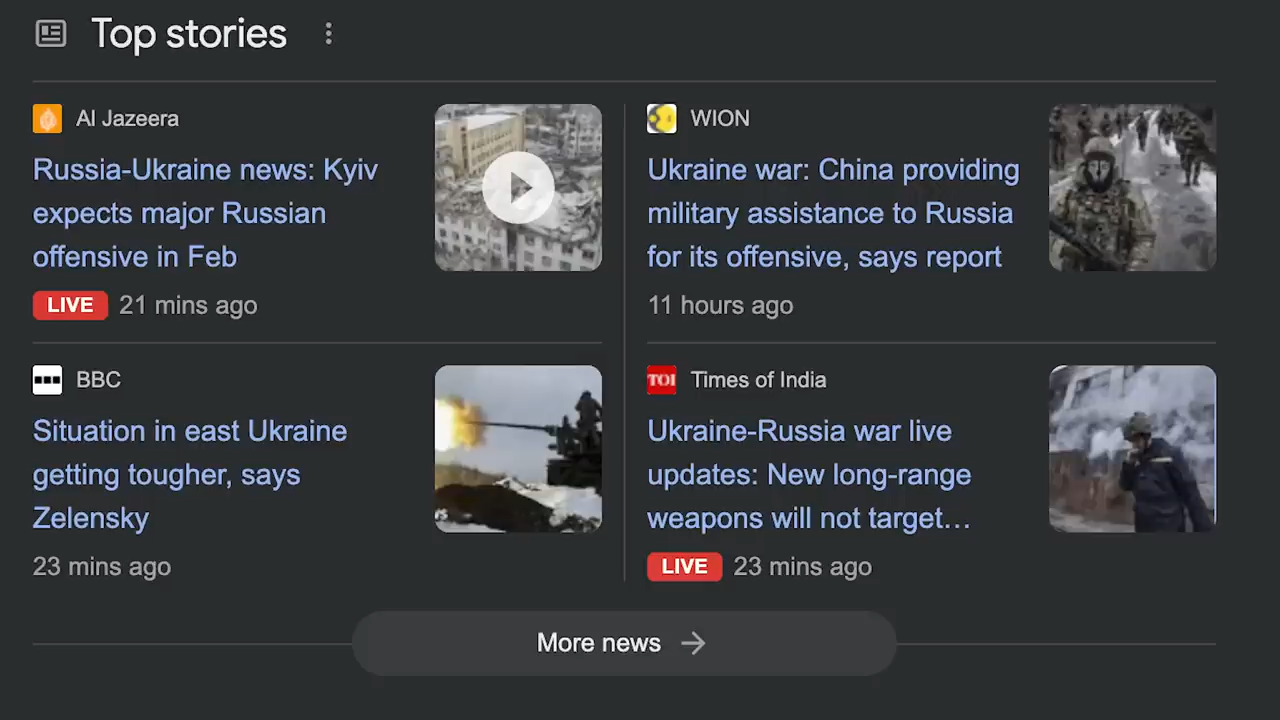 Top stories
Al Jazeera
Russia-Ukraine news: Kyiv
expects major Russian
offensive in Feb
LIVE 21 mins ago
WION
Ukraine war: China providing
military assistance to Russia
for its offensive, says report
11 hours ago
BBC
Situation in east Ukraine
getting tougher, says
Zelensky
23 mins ago
TOI Times of India
Ukraine-Russia war live
updates: New long-range
weapons will not target...
LIVE 23 mins ago
More news